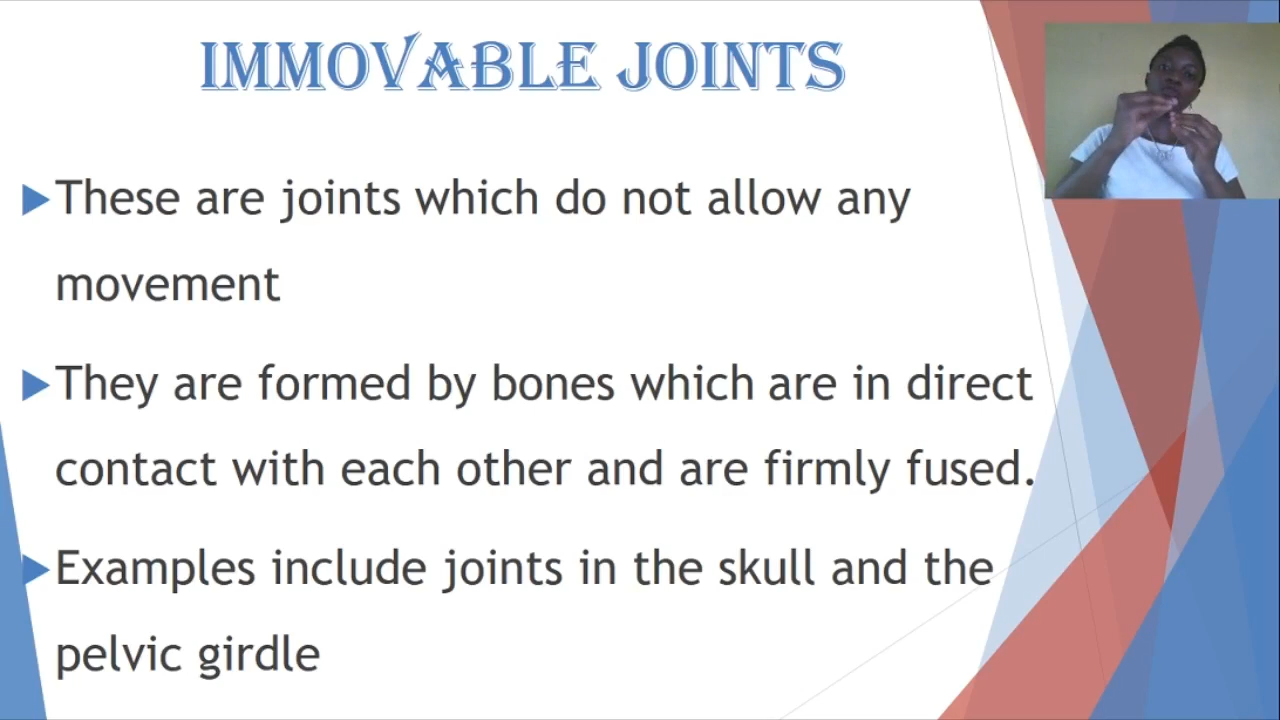 IMMOVABLE JOINTS
These are joints which do not allow any
movement
They are formed by bones which are in direct
contact with each other and are firmly fused.
Examples include joints in the skull and the
pelvic girdle